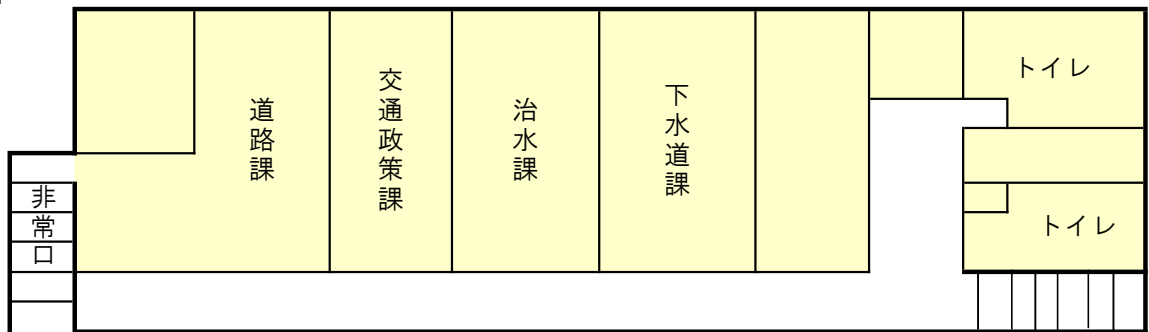 道路課
交通政策課
治水課
下水道課
トイレ
トイレ
非常口